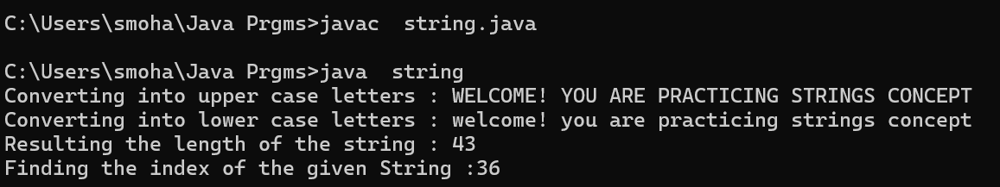 C:\Users\smoha\Java Prgms>javac  string.java
C:\Users\smoha\Java Prgms>java  string
Converting into upper case letters : WELCOME! YOU ARE PRACTICING STRINGS CONCEPT
Converting into lower case letters : welcome! you are practicing strings concept
Resulting the length of the string : 43
Finding the index of the given String :36